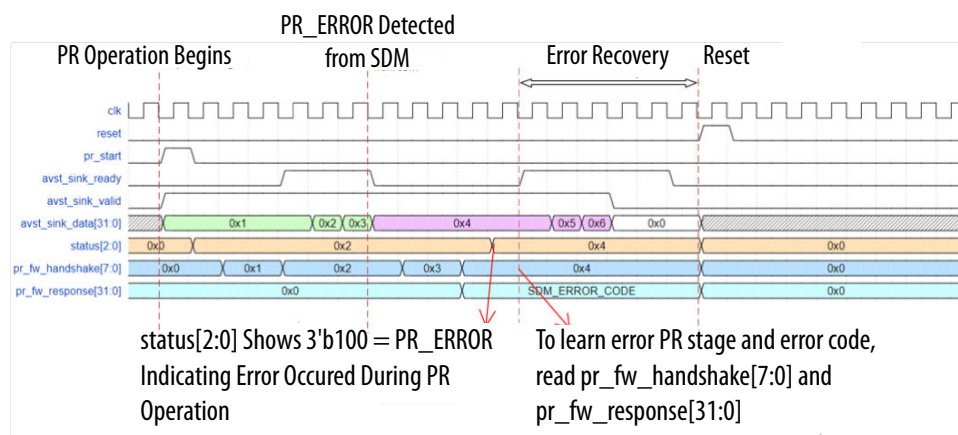 PR_ERROR Detected
from SDM
PR Operation Begins
Error Recovery
Reset
clk
reset
pr_start
avst_sink_ready
avst_sink_valid
avst_sink_data[31:0] 0x1 0x2 0x3 0x4 0x5 0x6 0x0
status[2:0] 0x0 0x2 0x4 0x0
pr_fw_handshake[7:0] 0x0 0x1 0x2 0x3 0x4 0x0
pr_fw_response[31:0] 0x0 SDM_ERROR_CODE 0x0
status[2:0] Shows 3'b100 = PR_ERROR
Indicating Error Occured During PR
Operation
To learn error PR stage and error code,
read pr_fw_handshake[7:0] and
pr_fw_response[31:0]